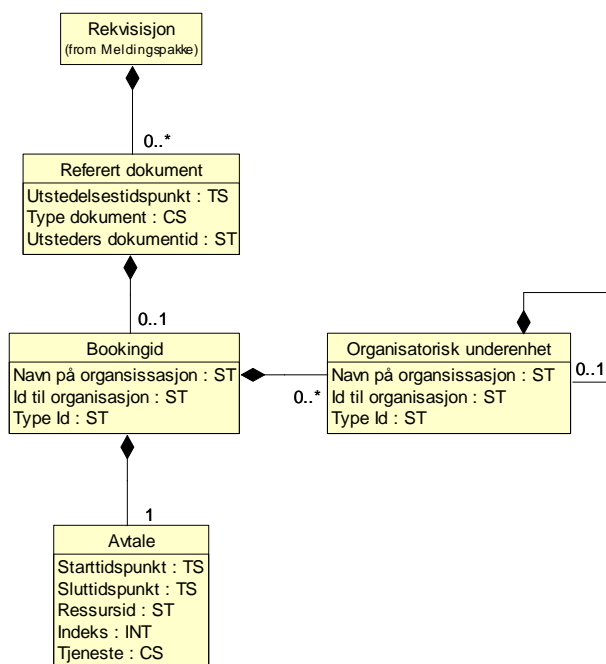 Rekvisisjon
(from Meldingspakke)
0..*
Referert dokument
Utstedelsestidspunkt : TS
Type dokument : CS
Utsteders dokumentid : ST
0..1
Bookingid
Navn på organsissasjon : ST
Id til organisasjon : ST
Type Id : ST
0..*
Organisatorisk underenhet
Navn på organsissasjon : ST
Id til organisasjon : ST
Type Id : ST
0..1
1
Avtale
Starttidspunkt : TS
Sluttidspunkt : TS
Ressursid : ST
Indeks : INT
Tjeneste : CS